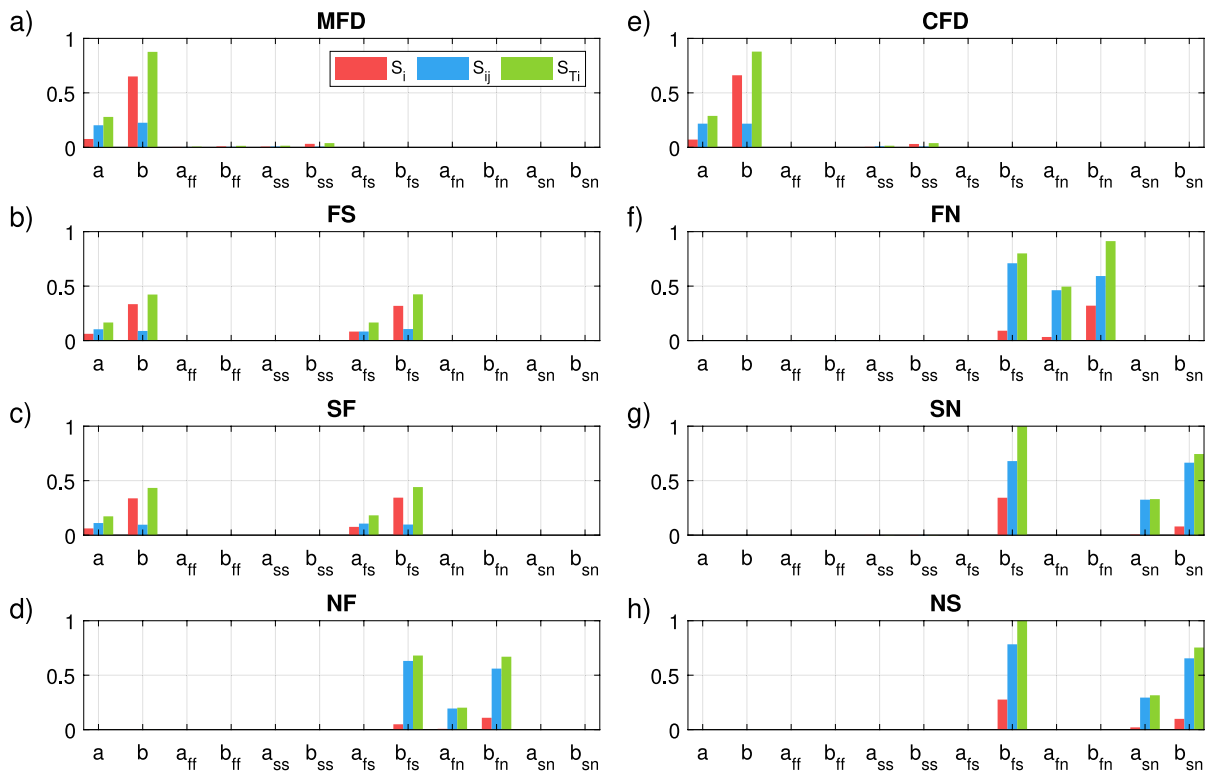 a) MFD
1
0.5
0
S_i S_ij S_Ti
a b a_ff b_ff a_ss b_ss a_fs b_fs a_fn b_fn a_sn b_sn
b) FS
1
0.5
0
a b a_ff b_ff a_ss b_ss a_fs b_fs a_fn b_fn a_sn b_sn
c) SF
1
0.5
0
a b a_ff b_ff a_ss b_ss a_fs b_fs a_fn b_fn a_sn b_sn
d) NF
1
0.5
0
a b a_ff b_ff a_ss b_ss a_fs b_fs a_fn b_fn a_sn b_sn
e) CFD
1
0.5
0
a b a_ff b_ff a_ss b_ss a_fs b_fs a_fn b_fn a_sn b_sn
f) FN
1
0.5
0
a b a_ff b_ff a_ss b_ss a_fs b_fs a_fn b_fn a_sn b_sn
g) SN
1
0.5
0
a b a_ff b_ff a_ss b_ss a_fs b_fs a_fn b_fn a_sn b_sn
h) NS
1
0.5
0
a b a_ff b_ff a_ss b_ss a_fs b_fs a_fn b_fn a_sn b_sn